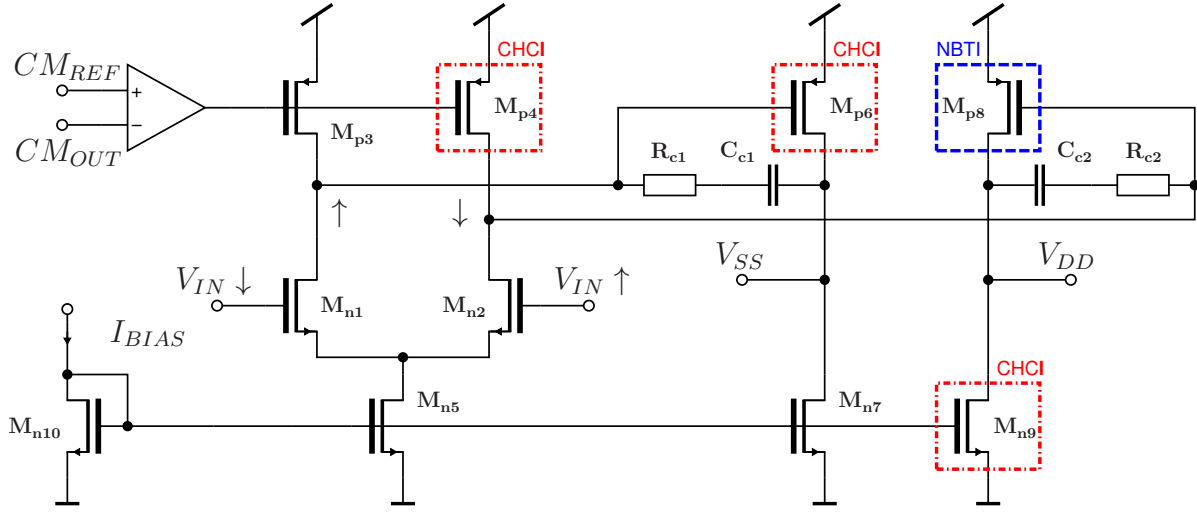 CHCI
CHCI
NBTI
CM_REF
+
M_p4
M_p6
M_p8
−
M_p3
CM_OUT
R_c1
C_c1
C_c2
R_c2
↑
↓
V_SS
V_DD
V_IN ↓
V_IN ↑
M_n1
M_n2
I_BIAS
CHCI
M_n5
M_n7
M_n10
M_n9